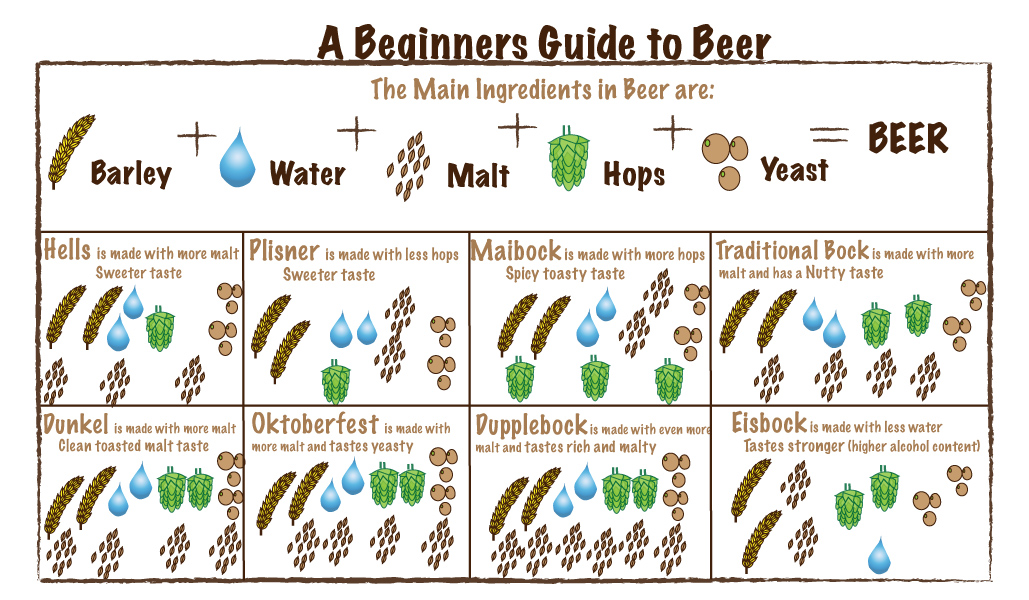 A Beginners Guide to Beer
The Main Ingredients in Beer are:
Barley
Water
Malt
Hops
Yeast
BEER
Hells is made with more malt
Sweeter taste
Plisner is made with less hops
Sweeter taste
Maibock is made with more hops
Spicy toasty taste
Traditional Bock is made with more
malt and has a Nutty taste
Dunkel is made with more malt
Clean toasted malt taste
Oktoberfest is made with
more malt and tastes yeasty
Dupplebock is made with even more
malt and tastes rich and malty
Eisbock is made with less water
Tastes stronger (higher alcohol content)